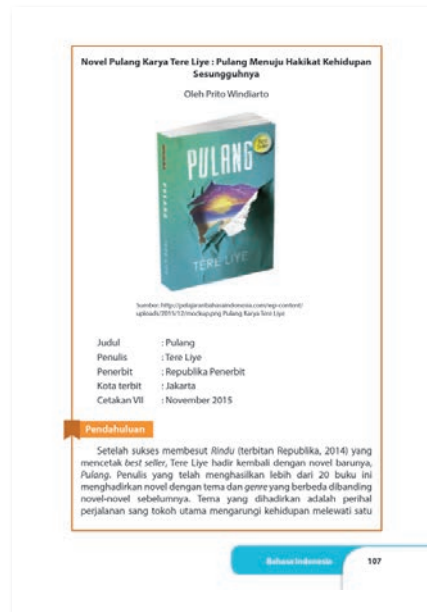 Novel Pulang Karya Tere Liye : Pulang Menuju Hakikat Kehidupan
Sesungguhnya
Oleh Prito Windiarto
PULANG
TERE LIYE
Sumber: http://pelajaranbahasaindonesia.com/wp-content/
uploads/2015/12/mockup.png Pulang Karya Tere Liye
Judul : Pulang
Penulis : Tere Liye
Penerbit : Republika Penerbit
Kota terbit : Jakarta
Cetakan VII : November 2015
Pendahuluan
Setelah sukses membesut Rindu (terbitan Republika, 2014) yang
mencetak best seller, Tere Liye hadir kembali dengan novel barunya,
Pulang. Penulis yang telah menghasilkan lebih dari 20 buku ini
menghadirkan novel dengan tema dan genre yang berbeda dibanding
novel-novel sebelumnya. Tema yang dihadirkan adalah perihal
perjalanan sang tokoh utama mengarungi kehidupan melewati satu
Bahasa Indonesia
107